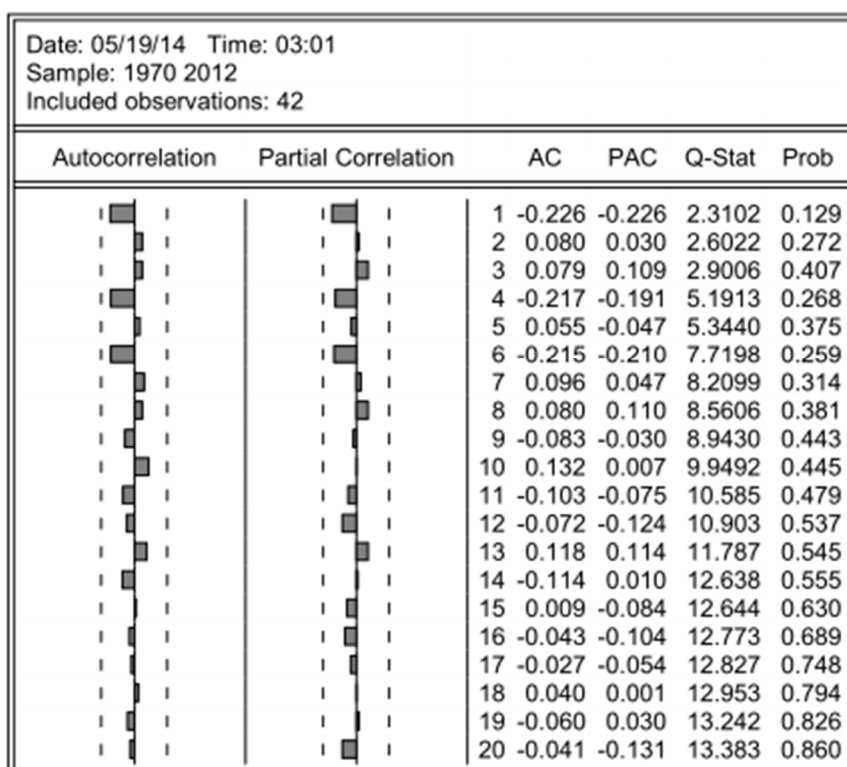 Date: 05/19/14 Time: 03:01
Sample: 1970 2012
Included observations: 42
Autocorrelation Partial Correlation AC PAC Q-Stat Prob
1 -0.226 -0.226 2.3102 0.129
2 0.080 0.030 2.6022 0.272
3 0.079 0.109 2.9006 0.407
4 -0.217 -0.191 5.1913 0.268
5 0.055 -0.047 5.3440 0.375
6 -0.215 -0.210 7.7198 0.259
7 0.096 0.047 8.2099 0.314
8 0.080 0.110 8.5606 0.381
9 -0.083 -0.030 8.9430 0.443
10 0.132 0.007 9.9492 0.445
11 -0.103 -0.075 10.585 0.479
12 -0.072 -0.124 10.903 0.537
13 0.118 0.114 11.787 0.545
14 -0.114 0.010 12.638 0.555
15 0.009 -0.084 12.644 0.630
16 -0.043 -0.104 12.773 0.689
17 -0.027 -0.054 12.827 0.748
18 0.040 0.001 12.953 0.794
19 -0.060 0.030 13.242 0.826
20 -0.041 -0.131 13.383 0.860